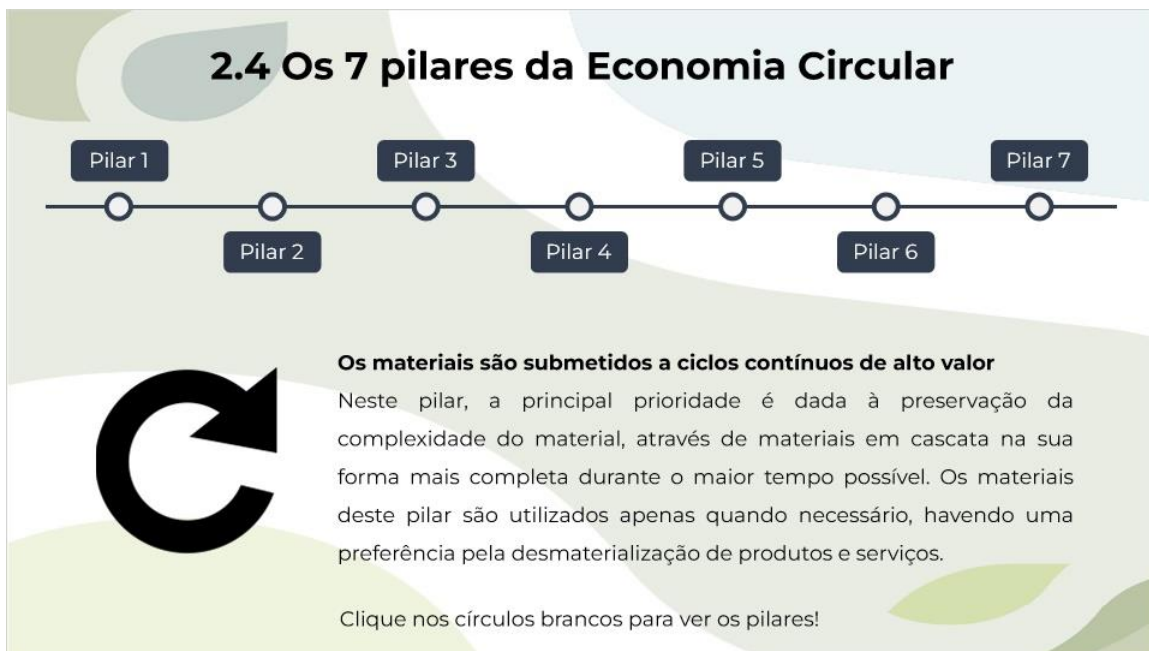 2.4 Os 7 pilares da Economia Circular
Pilar 1
Pilar 2
Pilar 3
Pilar 4
Pilar 5
Pilar 6
Pilar 7
Os materiais são submetidos a ciclos contínuos de alto valor
Neste pilar, a principal prioridade é dada à preservação da
complexidade do material, através de materiais em cascata na sua
forma mais completa durante o maior tempo possível. Os materiais
deste pilar são utilizados apenas quando necessário, havendo uma
preferência pela desmaterialização de produtos e serviços.
Clique nos círculos brancos para ver os pilares!